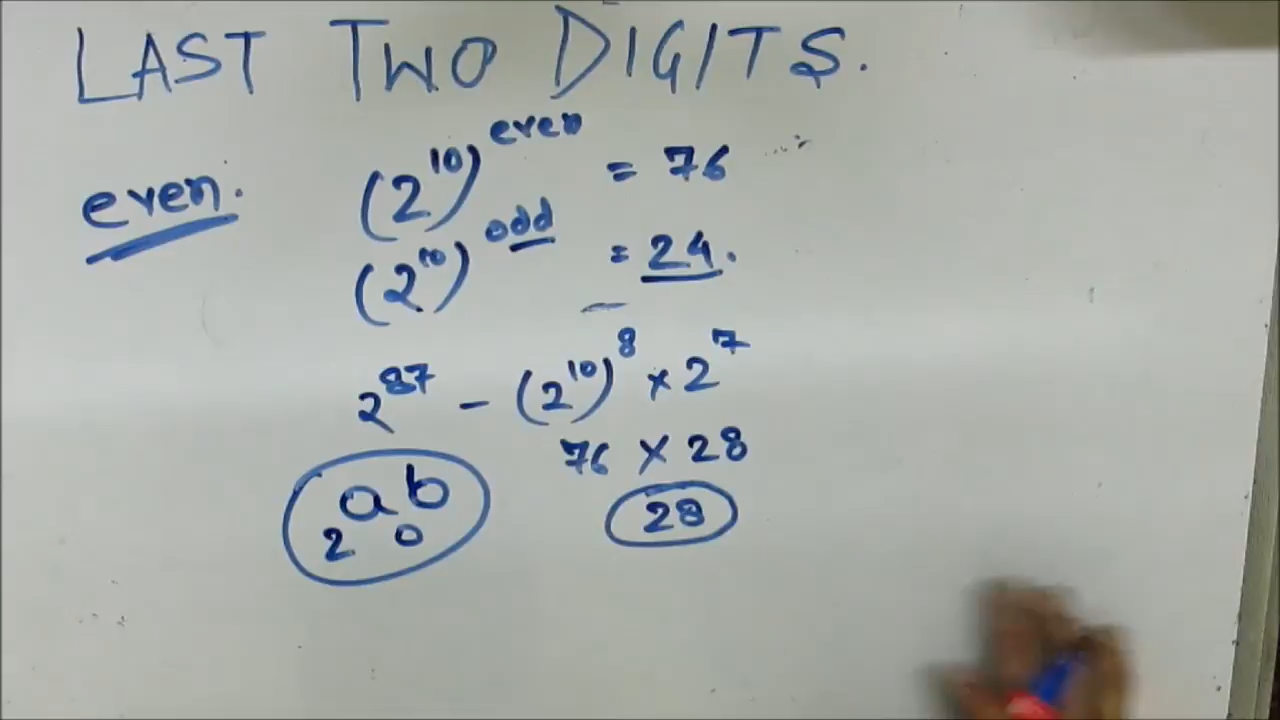 LAST TWO DIGITS.
even. (2^10)^even = 76
(2^10)^odd = 24.
2^87 - (2^10)^8 × 2^7
76 × 28
ab 28
2 0